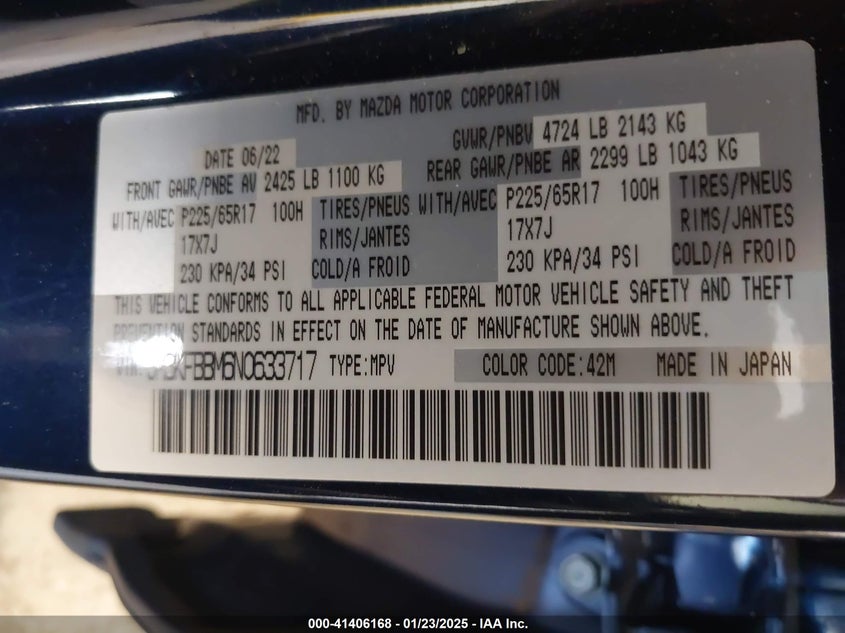 MFD. BY MAZDA MOTOR CORPORATION
DATE 06/22 GVWR/PNBV 4724 LB 2143 KG
FRONT GAWR/PNBE AV 2425 LB 1100 KG REAR GAWR/PNBE AR 2299 LB 1043 KG
WITH/AVEC P225/65R17 100H TIRES/PNEUS WITH/AVEC P225/65R17 100H TIRES/PNEUS
17X7J RIMS/JANTES 17X7J RIMS/JANTES
230 KPA/34 PSI COLD/A FROID 230 KPA/34 PSI COLD/A FROID
THIS VEHICLE CONFORMS TO ALL APPLICABLE FEDERAL MOTOR VEHICLE SAFETY AND THEFT
PREVENTION STANDARDS IN EFFECT ON THE DATE OF MANUFACTURE SHOWN ABOVE.
VIN: JM3KFBBM6N0633717 TYPE:MPV COLOR CODE:42M MADE IN JAPAN
000-41406168 - 01/23/2025 - IAA Inc.